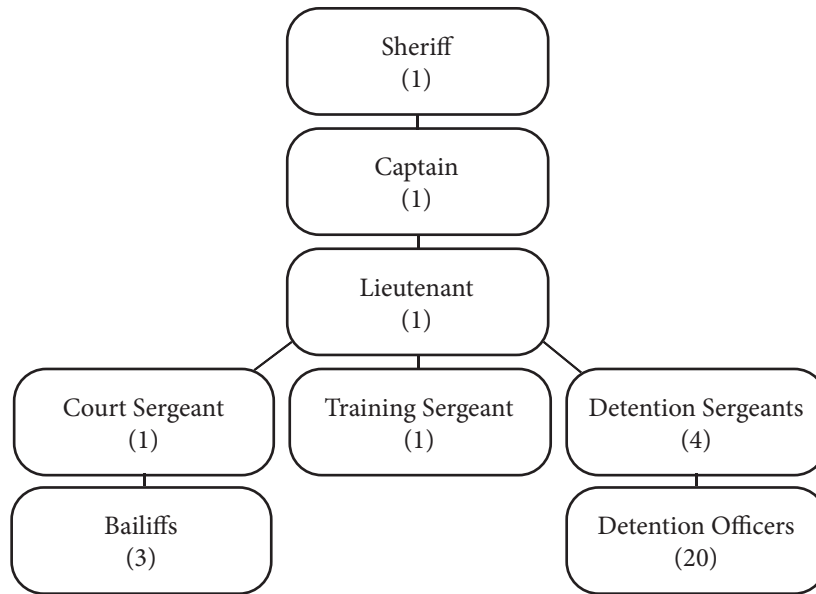 Sheriff
(1)
Captain
(1)
Lieutenant
(1)
Court Sergeant
(1)
Training Sergeant
(1)
Detention Sergeants
(4)
Bailiffs
(3)
Detention Officers
(20)